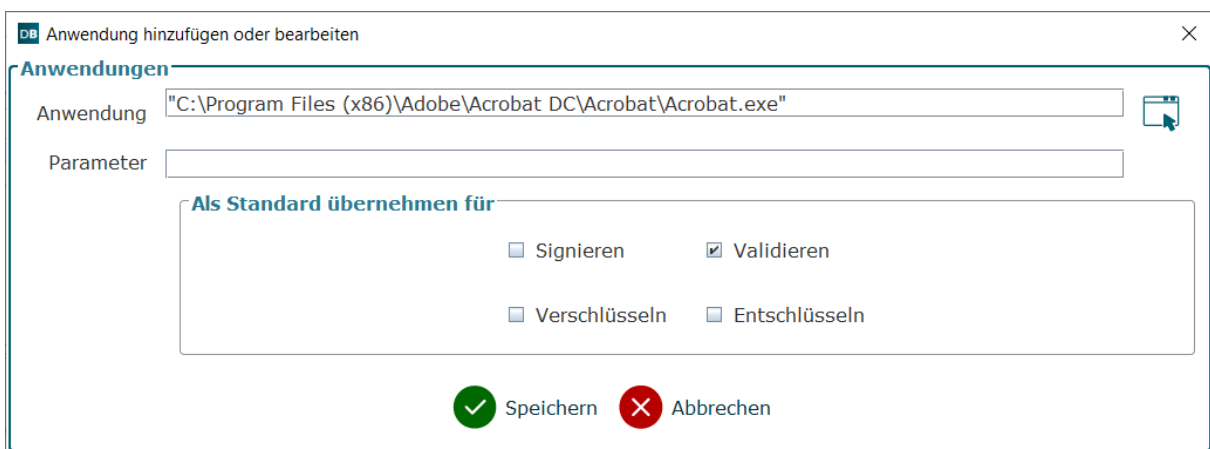 DB Anwendung hinzufügen oder bearbeiten
Anwendungen
Anwendung "C:\Program Files (x86)\Adobe\Acrobat DC\Acrobat\Acrobat.exe"
Parameter
Als Standard übernehmen für
Signieren Validieren
Verschlüsseln Entschlüsseln
Speichern Abbrechen